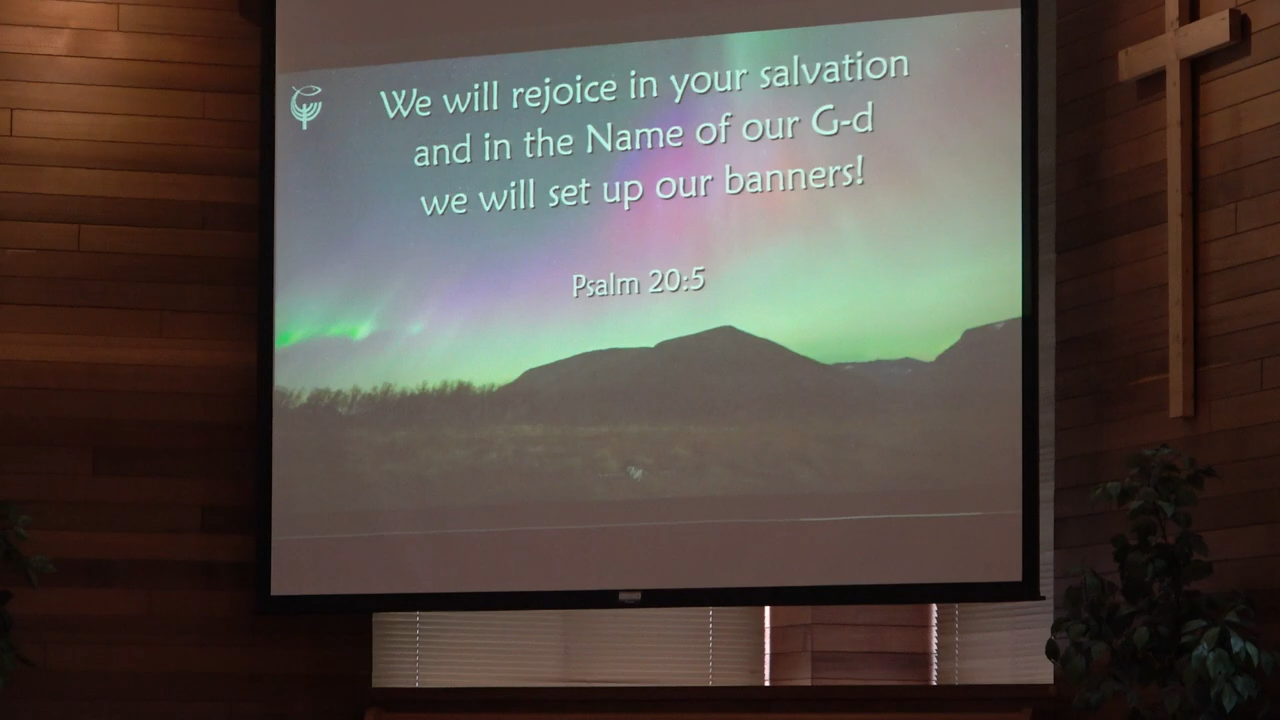 We will rejoice in your salvation
and in the Name of our G-d
we will set up our banners!
Psalm 20:5